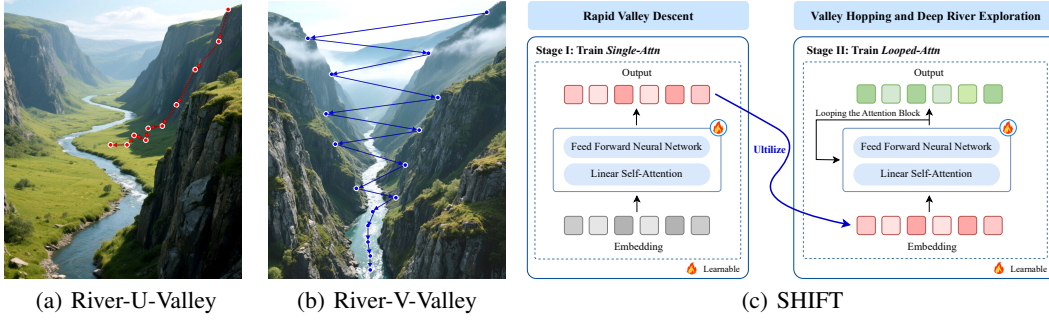 Rapid Valley Descent
Stage I: Train Single-Attn
Output
Feed Forward Neural Network
Linear Self-Attention
Embedding
Learnable
Ultilize
Valley Hopping and Deep River Exploration
Stage II: Train Looped-Attn
Output
Looping the Attention Block
Feed Forward Neural Network
Linear Self-Attention
Embedding
Learnable
(a) River-U-Valley
(b) River-V-Valley
(c) SHIFT